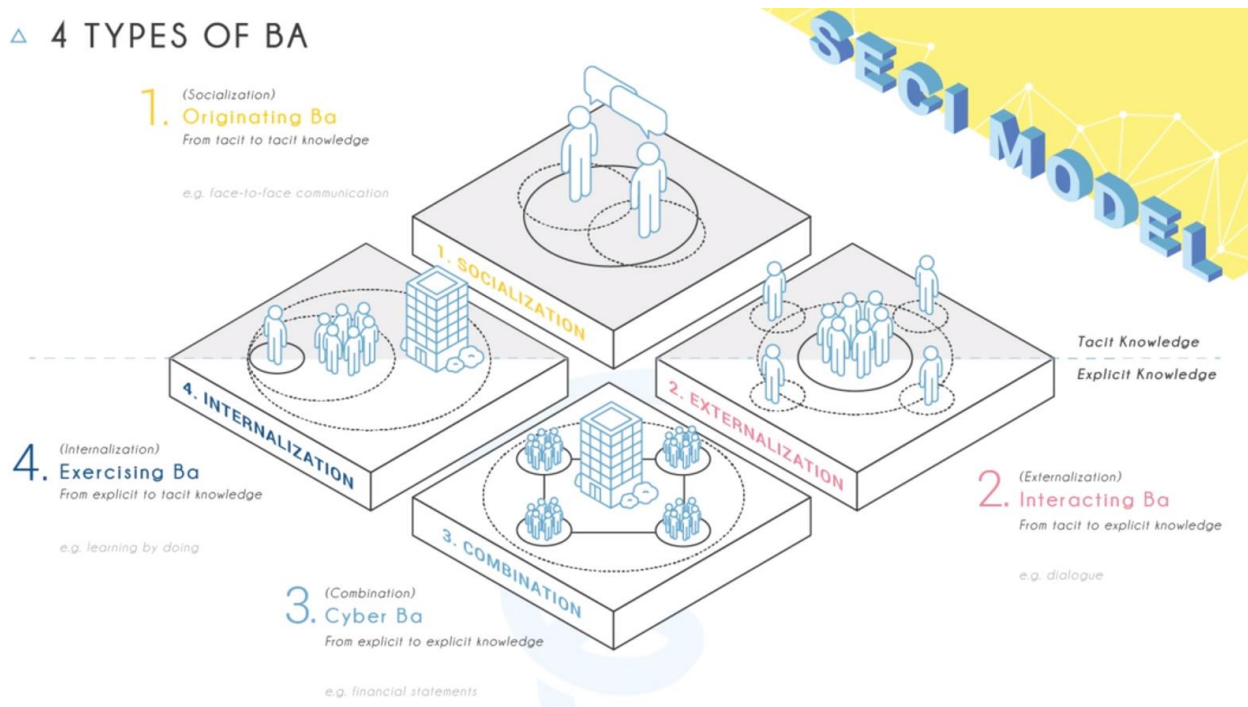 4 TYPES OF BA
SECI MODEL
1.
(Socialization)
Originating Ba
From tacit to tacit knowledge
e.g. face-to-face communication
1. SOCIALIZATION
4. INTERNALIZATION
2. EXTERNALIZATION
3. COMBINATION
Tacit Knowledge
Explicit Knowledge
4.
(Internalization)
Exercising Ba
From explicit to tacit knowledge
e.g. learning by doing
2.
(Externalization)
Interacting Ba
From tacit to explicit knowledge
e.g. dialogue
3.
(Combination)
Cyber Ba
From explicit to explicit knowledge
e.g. financial statements